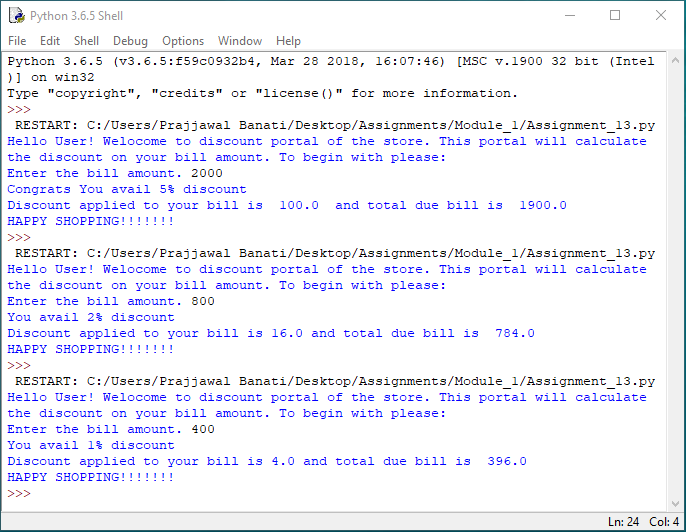 Python 3.6.5 Shell
File Edit Shell Debug Options Window Help
Python 3.6.5 (v3.6.5:f59c0932b4, Mar 28 2018, 16:07:46) [MSC v.1900 32 bit (Intel
)] on win32
Type "copyright", "credits" or "license()" for more information.
>>>
 RESTART: C:/Users/Prajjawal Banati/Desktop/Assignments/Module_1/Assignment_13.py
Hello User! Welocome to discount portal of the store. This portal will calculate
the discount on your bill amount. To begin with please:
Enter the bill amount. 2000
Congrats You avail 5% discount
Discount applied to your bill is  100.0  and total due bill is  1900.0
HAPPY SHOPPING!!!!!!!
>>>
 RESTART: C:/Users/Prajjawal Banati/Desktop/Assignments/Module_1/Assignment_13.py
Hello User! Welocome to discount portal of the store. This portal will calculate
the discount on your bill amount. To begin with please:
Enter the bill amount. 800
You avail 2% discount
Discount applied to your bill is 16.0 and total due bill is  784.0
HAPPY SHOPPING!!!!!!!
>>>
 RESTART: C:/Users/Prajjawal Banati/Desktop/Assignments/Module_1/Assignment_13.py
Hello User! Welocome to discount portal of the store. This portal will calculate
the discount on your bill amount. To begin with please:
Enter the bill amount. 400
You avail 1% discount
Discount applied to your bill is 4.0 and total due bill is  396.0
HAPPY SHOPPING!!!!!!!
>>>
Ln: 24 Col: 4